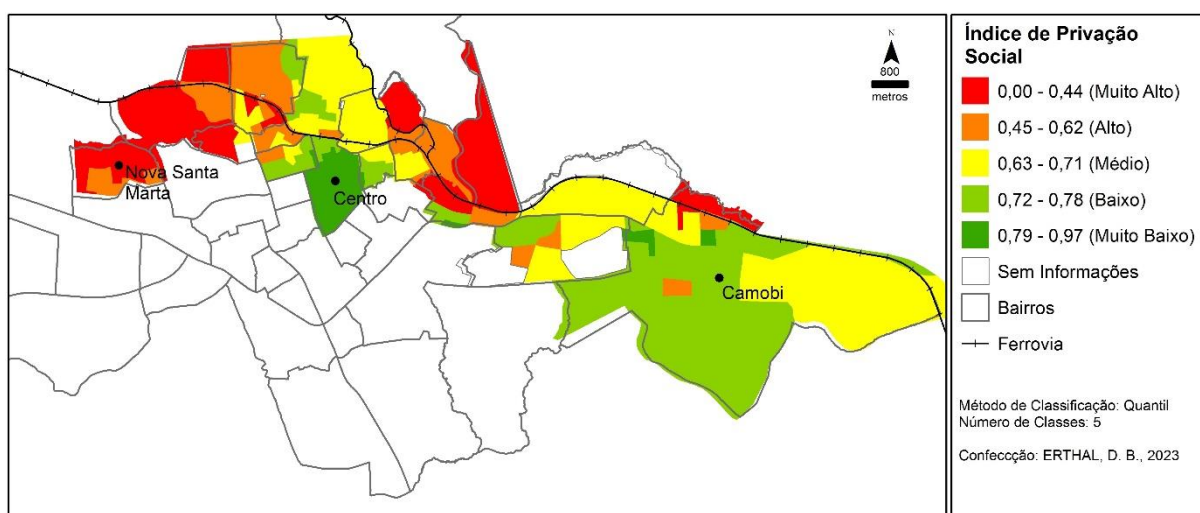 N
800
metros
Nova Santa
Marta
Centro
Camobi
Índice de Privação
Social
0,00 - 0,44 (Muito Alto)
0,45 - 0,62 (Alto)
0,63 - 0,71 (Médio)
0,72 - 0,78 (Baixo)
0,79 - 0,97 (Muito Baixo)
Sem Informações
Bairros
Ferrovia
Método de Classificação: Quantil
Número de Classes: 5
Confeccção: ERTHAL, D. B., 2023